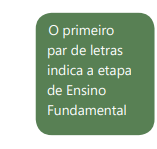 O primeiro
par de letras
indica a etapa
de Ensino
Fundamental